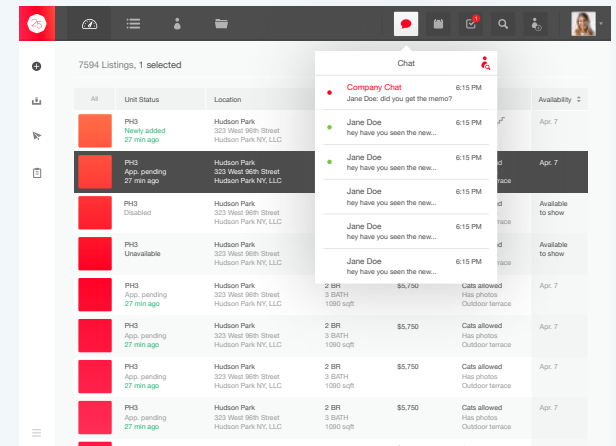 25
7594 Listings, 1 selected
Chat
All Unit Status Location Availability
Company Chat 6:15 PM
Jane Doe: did you get the memo?
PH3 Hudson Park Apr. 7
Newly added 323 West 96th Street
27 min ago Hudson Park NY, LLC
Jane Doe 6:15 PM
hey have you seen the new...
PH3 Hudson Park Apr. 7
App. pending 323 West 96th Street
27 min ago Hudson Park NY, LLC
Jane Doe 6:15 PM
hey have you seen the new...
PH3 Hudson Park Available
Disabled 323 West 96th Street to show
Hudson Park NY, LLC
Jane Doe 6:15 PM
hey have you seen the new...
PH3 Hudson Park Available
Unavailable 323 West 96th Street to show
Hudson Park NY, LLC
Jane Doe 6:15 PM
hey have you seen the new...
Jane Doe 6:15 PM
hey have you seen the new...
PH3 Hudson Park 2 BR $5,750 Cats allowed Apr. 7
App. pending 323 West 96th Street 3 BATH Has photos
27 min ago Hudson Park NY, LLC 1090 sqft Outdoor terrace
PH3 Hudson Park 2 BR $5,750 Cats allowed Apr. 7
App. pending 323 West 96th Street 3 BATH Has photos
27 min ago Hudson Park NY, LLC 1090 sqft Outdoor terrace
PH3 Hudson Park 2 BR $5,750 Cats allowed Apr. 7
App. pending 323 West 96th Street 3 BATH Has photos
27 min ago Hudson Park NY, LLC 1090 sqft Outdoor terrace
PH3 Hudson Park 2 BR $5,750 Cats allowed Apr. 7
App. pending 323 West 96th Street 3 BATH Has photos
27 min ago Hudson Park NY, LLC 1090 sqft Outdoor terrace